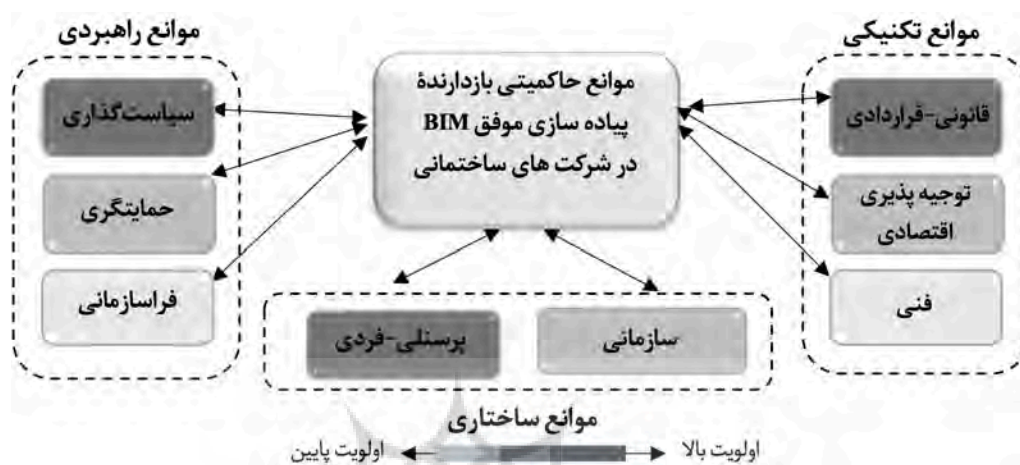 موانع راهبردی
سیاست‌گذاری
حمایتگری
فراسازمانی
موانع حاکمیتی بازدارندۀ
پیاده سازی موفق BIM
در شرکت های ساختمانی
موانع تکنیکی
قانونی-قراردادی
توجیه پذیری
اقتصادی
فنی
پرسنلی-فردی
سازمانی
موانع ساختاری
اولویت پایین
اولویت بالا